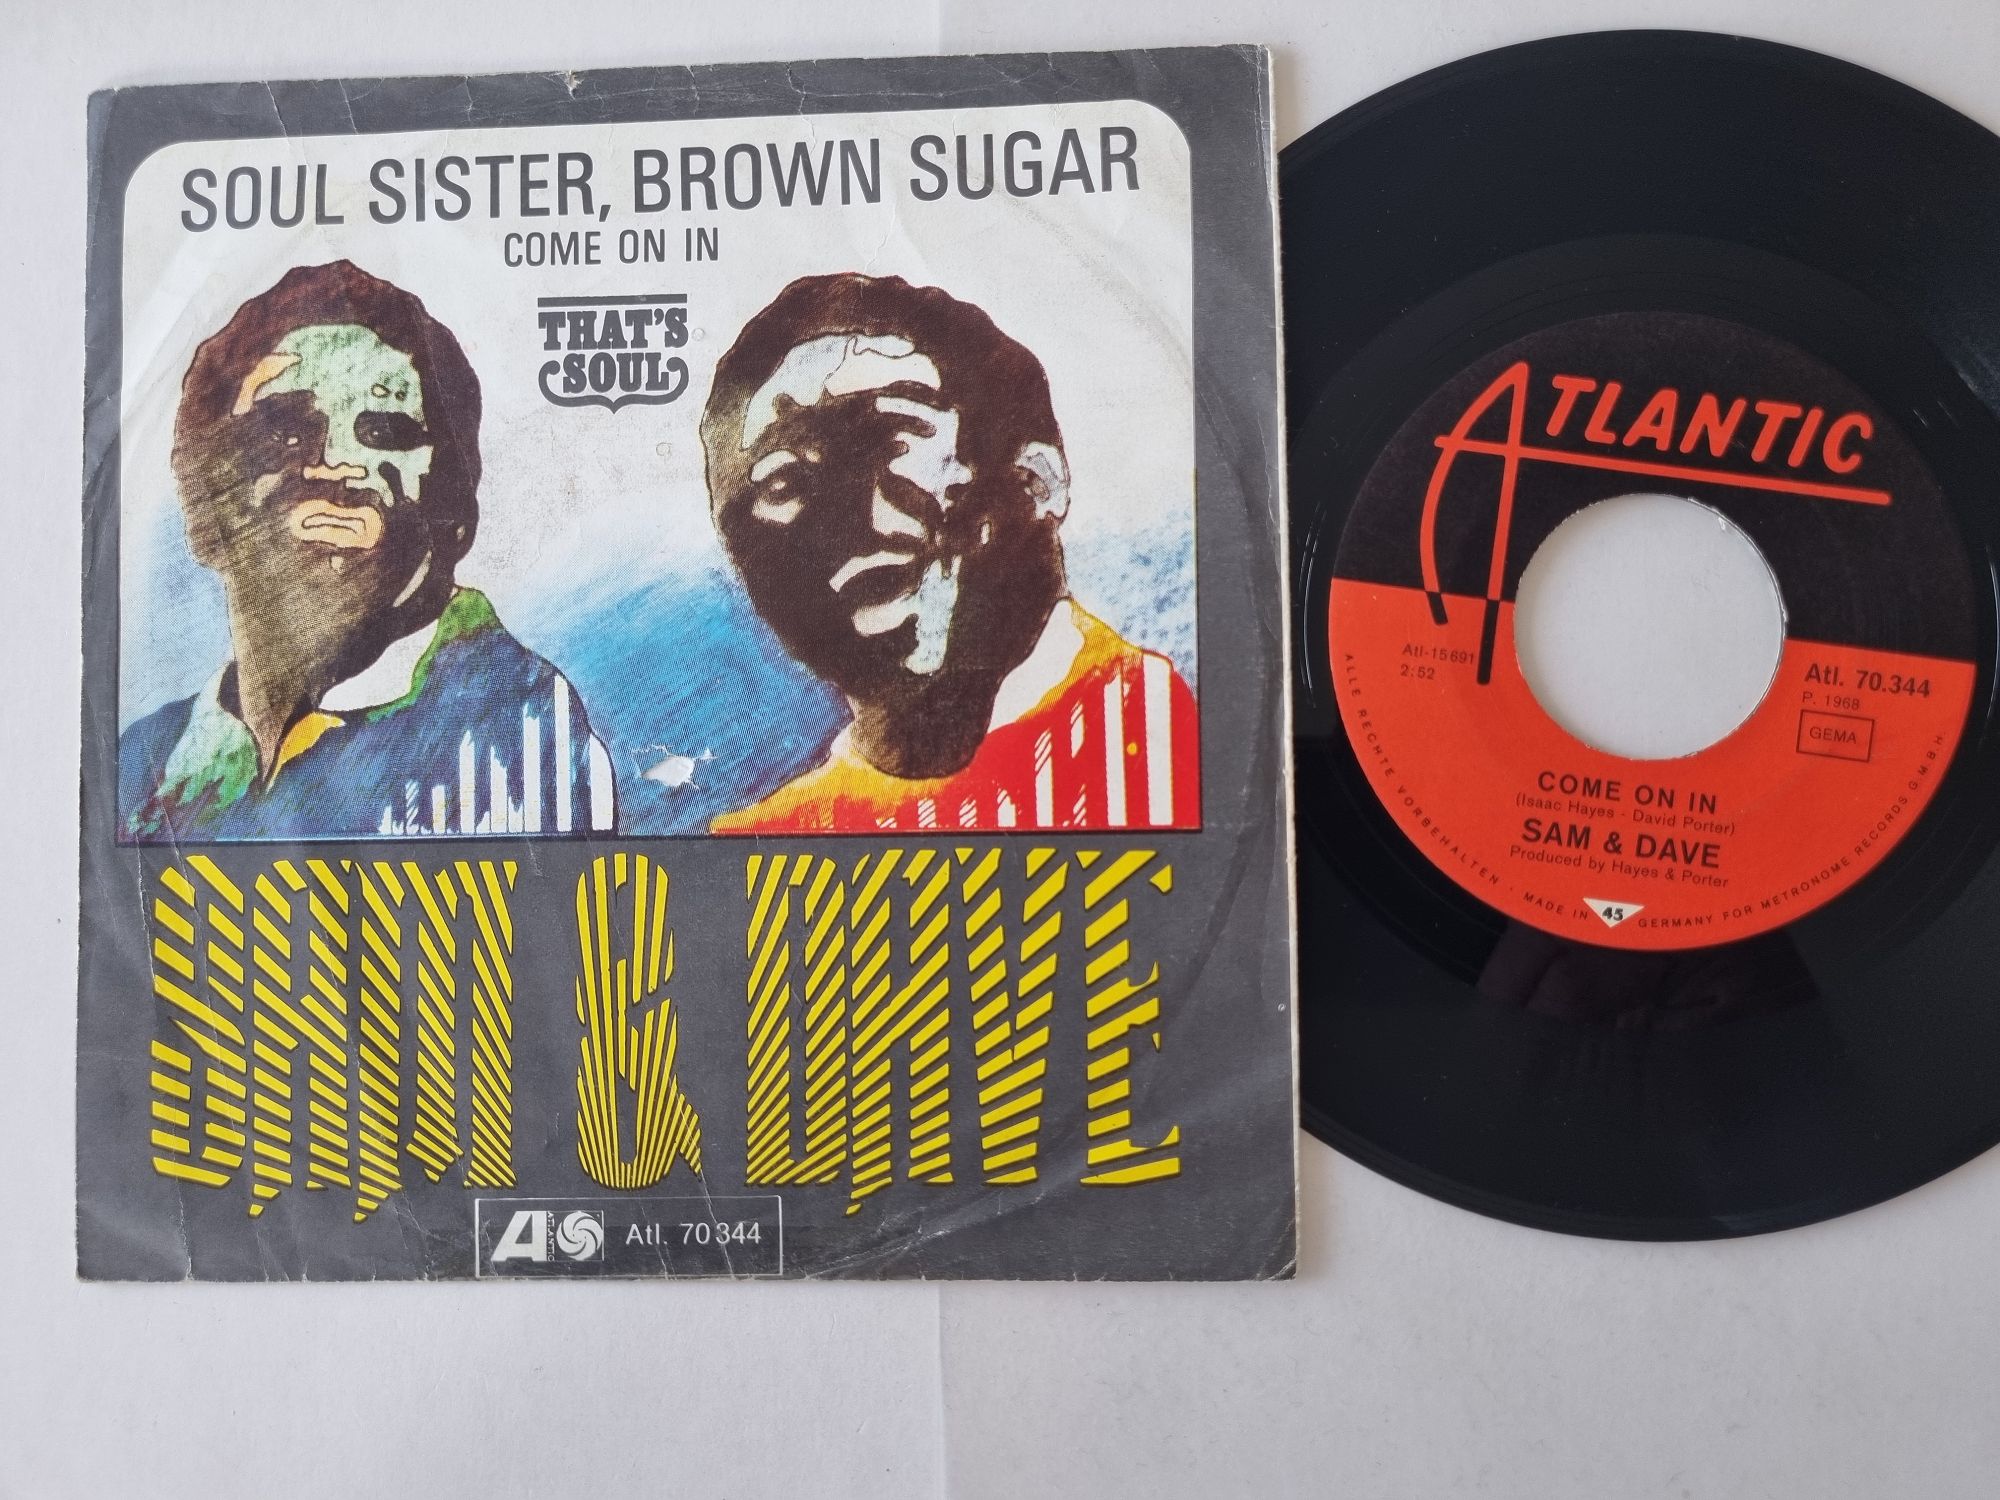 SOUL SISTER, BROWN SUGAR
COME ON IN
THAT'S
SOUL
SAM & DAVE
ATLANTIC
Atl. 70 344
ATLANTIC
Atl-15691
2:52
Atl. 70.344
P. 1968
GEMA
COME ON IN
(Isaac Hayes - David Porter)
SAM & DAVE
Produced by Hayes & Porter
ALLE RECHTE VORBEHALTEN · MADE IN 45 GERMANY FOR METRONOME RECORDS G.M.B.H.